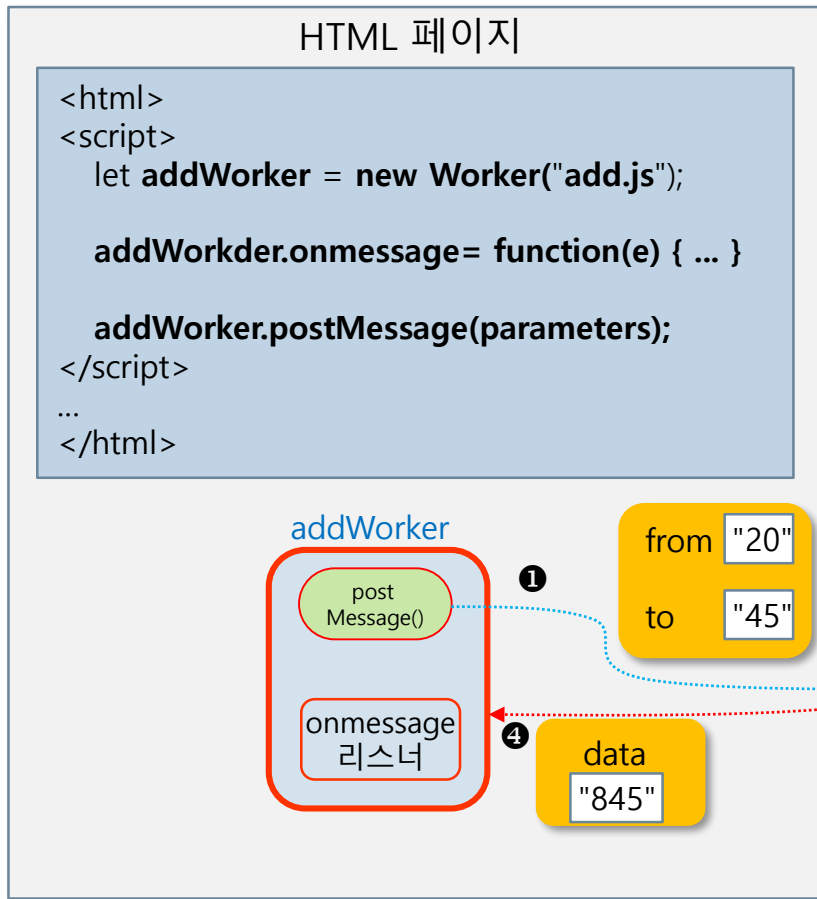 HTML 페이지
<html>
<script>
let addWorker = new Worker("add.js");
addWorkder.onmessage= function(e) { ... }
addWorker.postMessage(parameters);
</script>
...
</html>
addWorker
post
Message()
❶
from "20"
to "45"
onmessage
리스너
❹
data
"845"